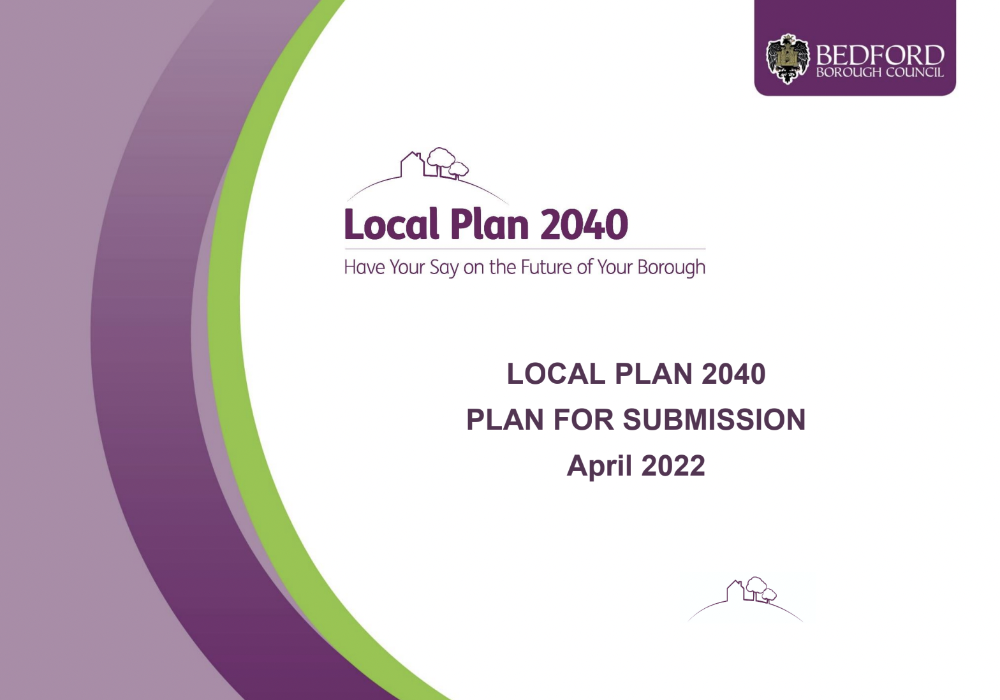 BEDFORD
BOROUGH COUNCIL
Local Plan 2040
Have Your Say on the Future of Your Borough
LOCAL PLAN 2040
PLAN FOR SUBMISSION
April 2022